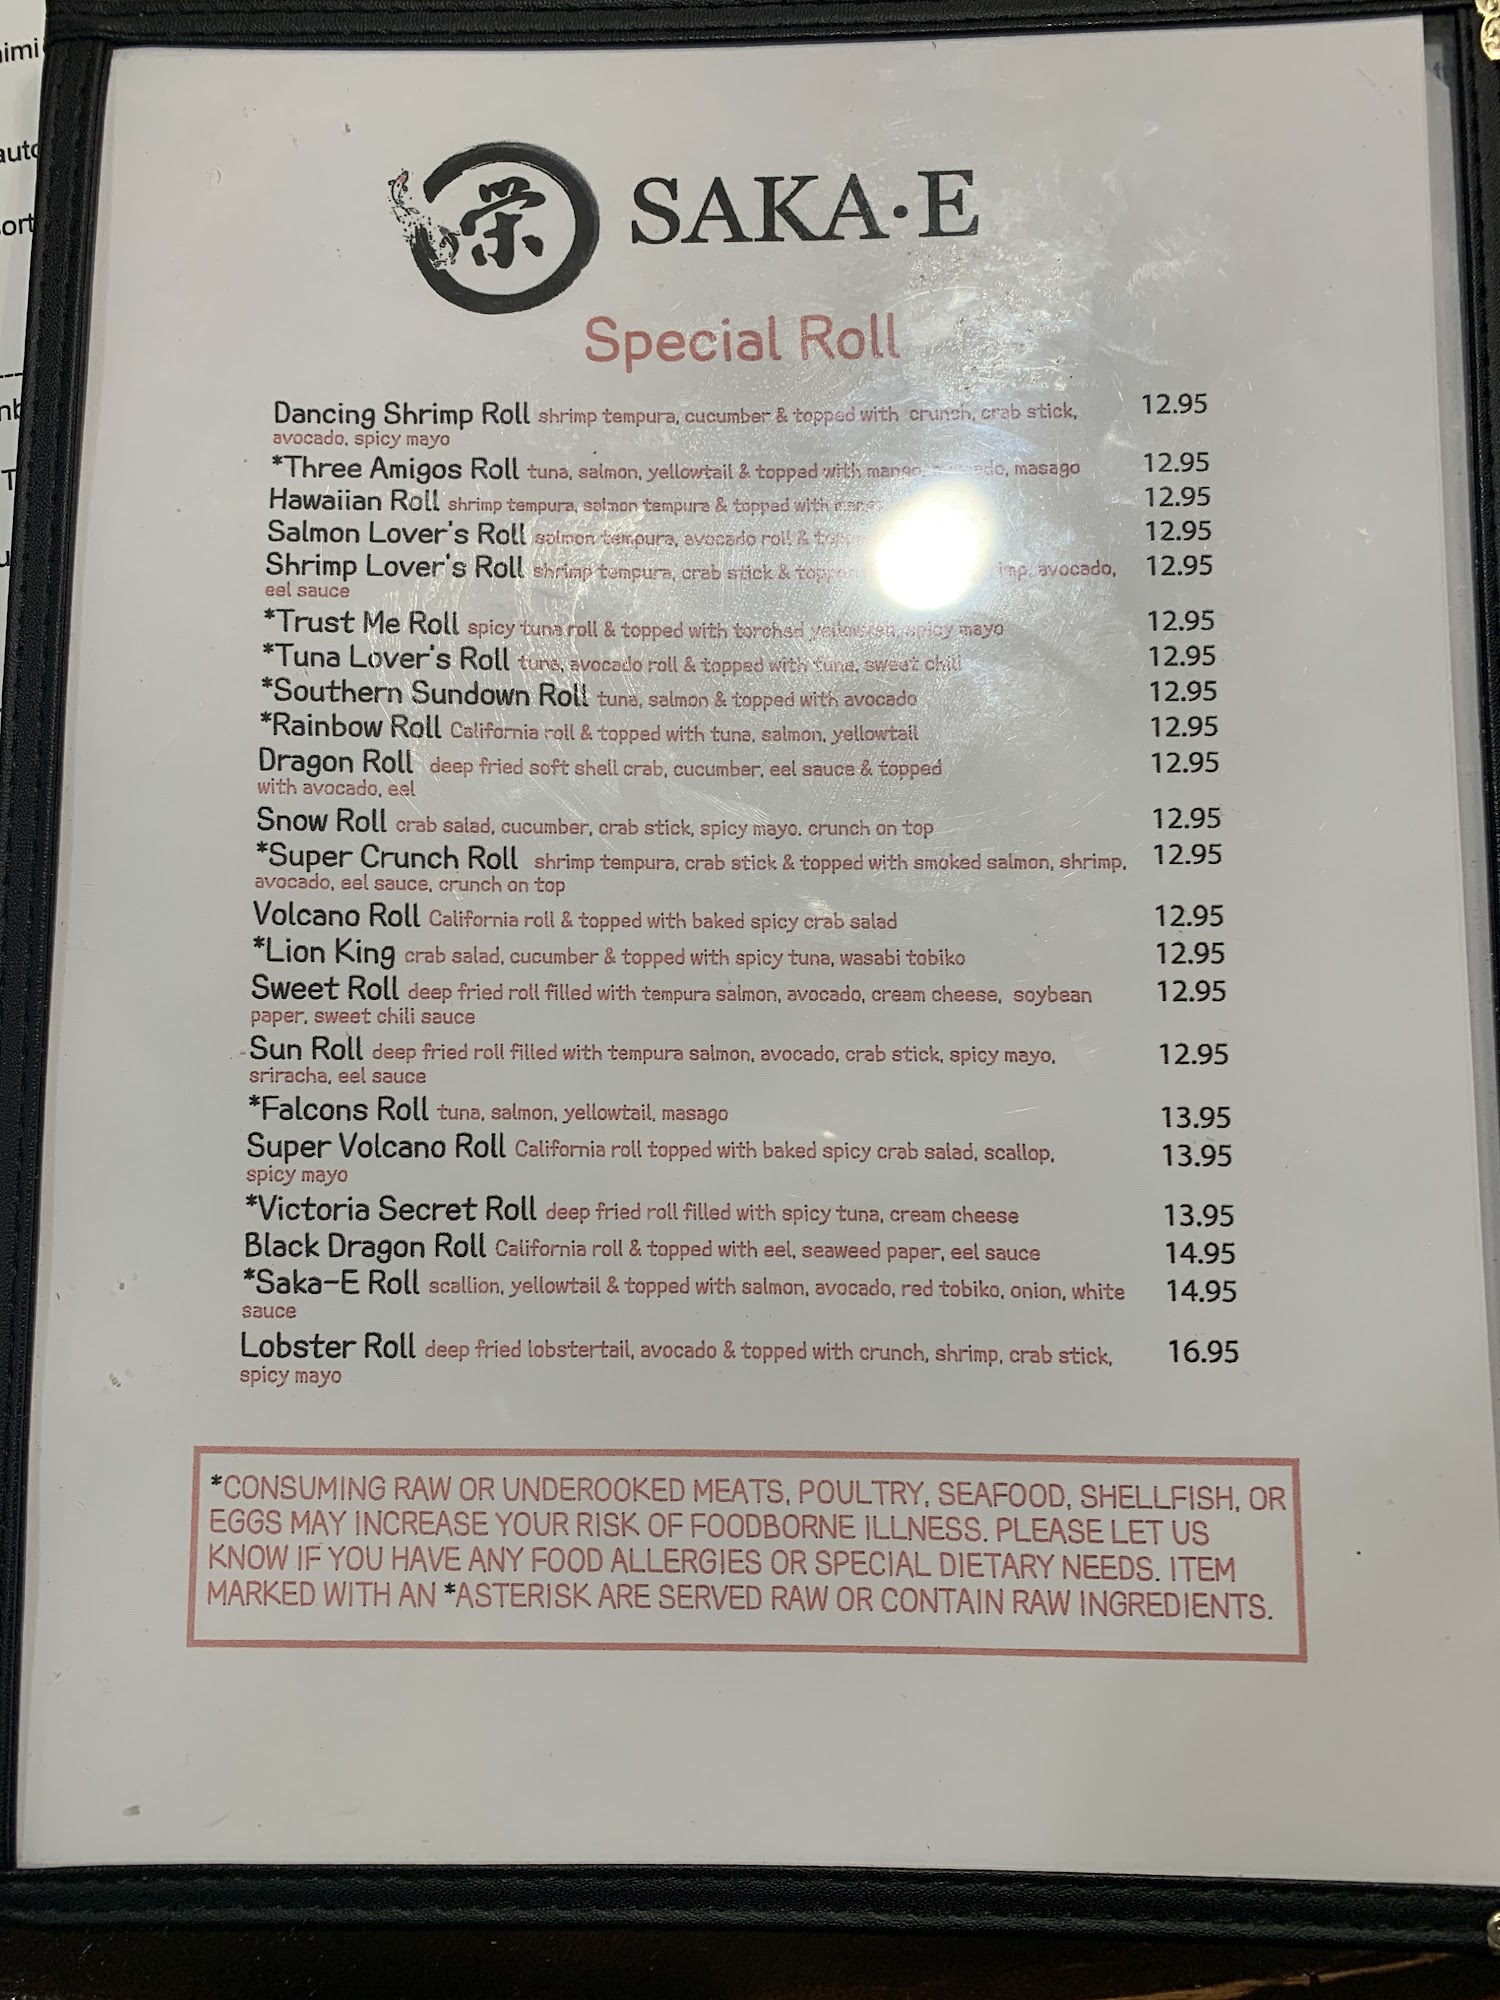 imi
auto
ort
nb
T
u
栄 SAKA·E
Special Roll
Dancing Shrimp Roll shrimp tempura, cucumber & topped with crunch, crab stick, 12.95
avocado, spicy mayo
*Three Amigos Roll tuna, salmon, yellowtail & topped with mango, masago 12.95
Hawaiian Roll shrimp tempura, salmon tempura & topped with 12.95
Salmon Lover's Roll salmon tempura, avocado roll & 12.95
Shrimp Lover's Roll shrimp tempura, crab stick & avocado, 12.95
eel sauce
*Trust Me Roll spicy tuna roll & topped with torched yellowtail, spicy mayo 12.95
*Tuna Lover's Roll tuna, avocado roll & topped with tuna, sweet chili 12.95
*Southern Sundown Roll tuna, salmon & topped with avocado 12.95
*Rainbow Roll California roll & topped with tuna, salmon, yellowtail 12.95
Dragon Roll deep fried soft shell crab, cucumber, eel sauce & topped 12.95
with avocado, eel
Snow Roll crab salad, cucumber, crab stick, spicy mayo. crunch on top 12.95
*Super Crunch Roll shrimp tempura, crab stick & topped with smoked salmon, shrimp, 12.95
avocado, eel sauce, crunch on top
Volcano Roll California roll & topped with baked spicy crab salad 12.95
*Lion King crab salad, cucumber & topped with spicy tuna, wasabi tobiko 12.95
Sweet Roll deep fried roll filled with tempura salmon, avocado, cream cheese, soybean 12.95
paper, sweet chili sauce
Sun Roll deep fried roll filled with tempura salmon, avocado, crab stick, spicy mayo, 12.95
sriracha, eel sauce
*Falcons Roll tuna, salmon, yellowtail, masago 13.95
Super Volcano Roll California roll topped with baked spicy crab salad, scallop, 13.95
spicy mayo
*Victoria Secret Roll deep fried roll filled with spicy tuna, cream cheese 13.95
Black Dragon Roll California roll & topped with eel, seaweed paper, eel sauce 14.95
*Saka-E Roll scallion, yellowtail & topped with salmon, avocado, red tobiko, onion, white 14.95
sauce
Lobster Roll deep fried lobstertail, avocado & topped with crunch, shrimp, crab stick, 16.95
spicy mayo
*CONSUMING RAW OR UNDEROOKED MEATS, POULTRY, SEAFOOD, SHELLFISH, OR
EGGS MAY INCREASE YOUR RISK OF FOODBORNE ILLNESS. PLEASE LET US
KNOW IF YOU HAVE ANY FOOD ALLERGIES OR SPECIAL DIETARY NEEDS. ITEM
MARKED WITH AN *ASTERISK ARE SERVED RAW OR CONTAIN RAW INGREDIENTS.